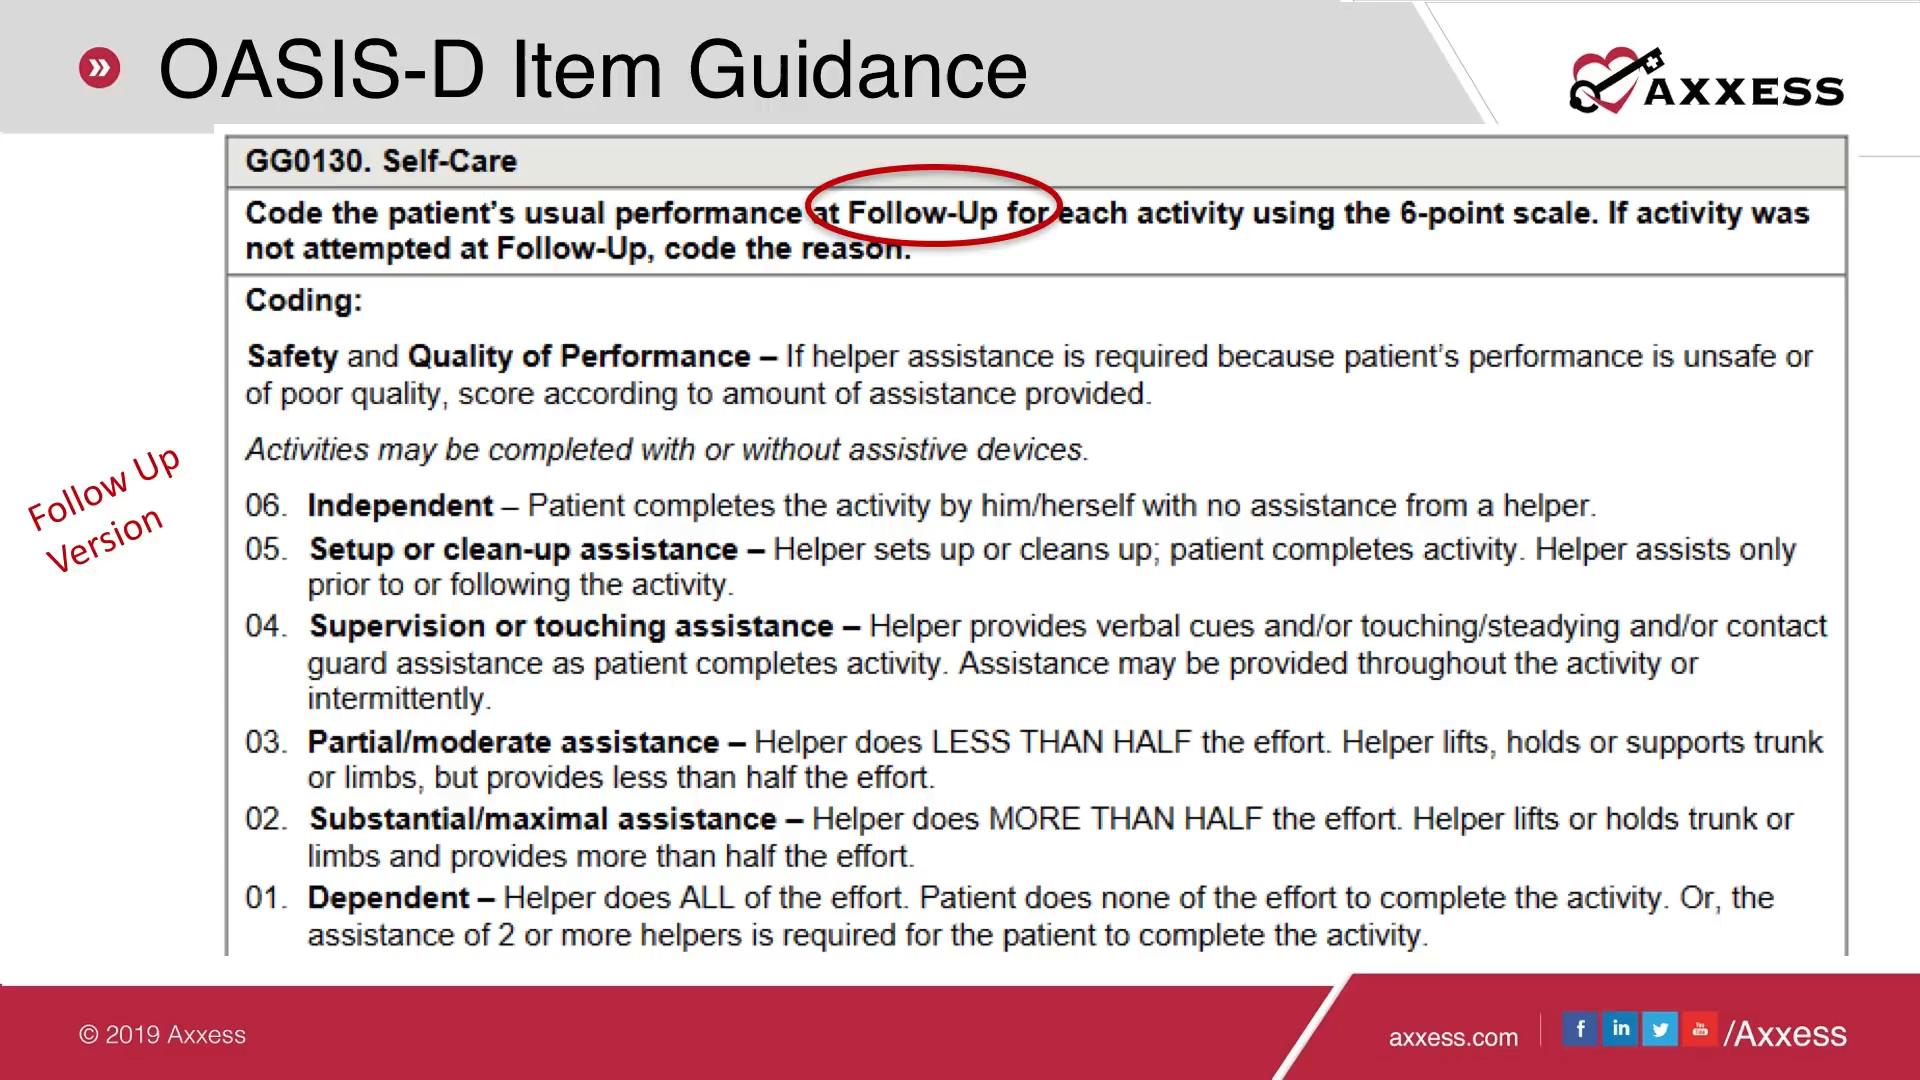 OASIS-D Item Guidance
AXXESS
GG0130. Self-Care
Code the patient's usual performance at Follow-Up for each activity using the 6-point scale. If activity was
not attempted at Follow-Up, code the reason.
Coding:
Safety and Quality of Performance – If helper assistance is required because patient's performance is unsafe or
of poor quality, score according to amount of assistance provided.
Activities may be completed with or without assistive devices.
Follow Up
Version
06. Independent – Patient completes the activity by him/herself with no assistance from a helper.
05. Setup or clean-up assistance – Helper sets up or cleans up; patient completes activity. Helper assists only
prior to or following the activity.
04. Supervision or touching assistance – Helper provides verbal cues and/or touching/steadying and/or contact
guard assistance as patient completes activity. Assistance may be provided throughout the activity or
intermittently.
03. Partial/moderate assistance – Helper does LESS THAN HALF the effort. Helper lifts, holds or supports trunk
or limbs, but provides less than half the effort.
02. Substantial/maximal assistance – Helper does MORE THAN HALF the effort. Helper lifts or holds trunk or
limbs and provides more than half the effort.
01. Dependent – Helper does ALL of the effort. Patient does none of the effort to complete the activity. Or, the
assistance of 2 or more helpers is required for the patient to complete the activity.
© 2019 Axxess
axxess.com
f in You Tube /Axxess